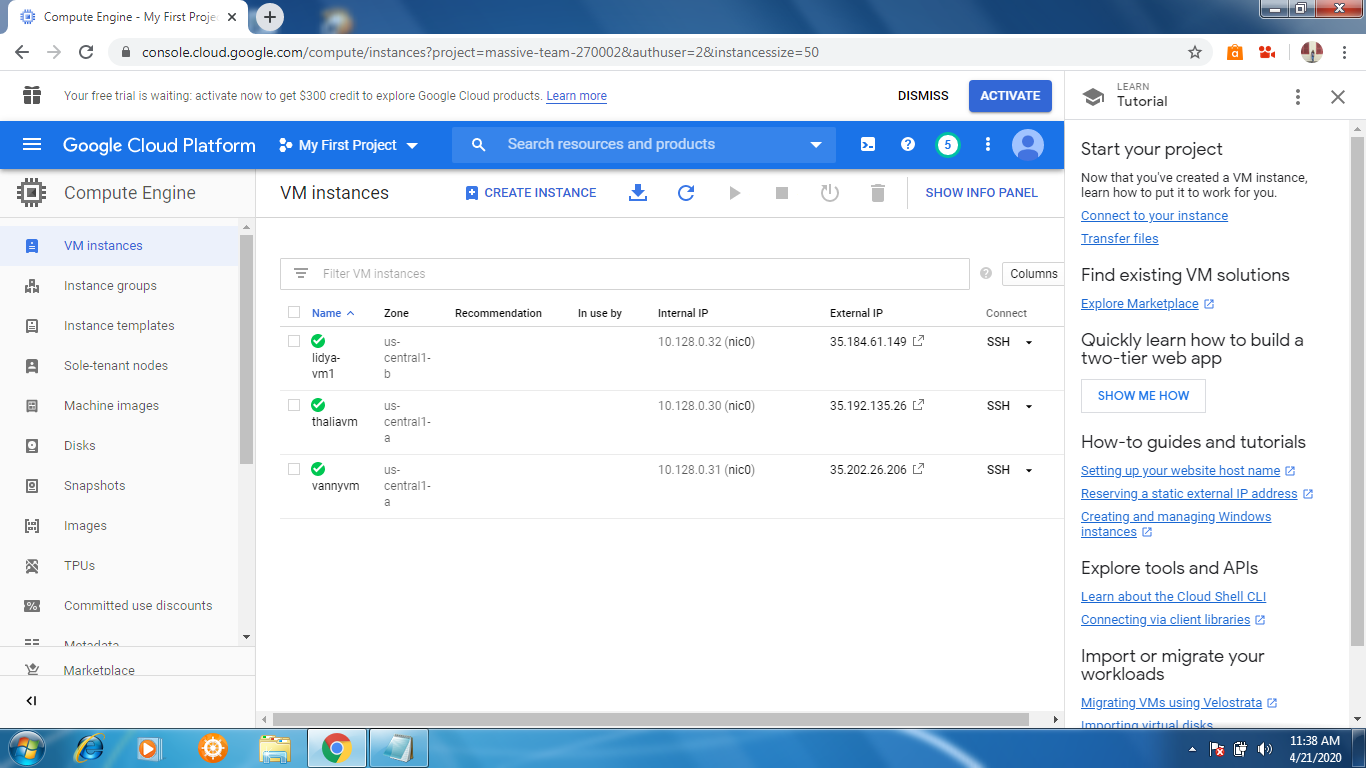 Compute Engine - My First Proje
console.cloud.google.com/compute/instances?project=massive-team-270002&authuser=2&instancessize=50
Your free trial is waiting: activate now to get $300 credit to explore Google Cloud products. Learn more
DISMISS
ACTIVATE
LEARN
Tutorial
Google Cloud Platform
My First Project
Search resources and products
5
Compute Engine
VM instances
CREATE INSTANCE
SHOW INFO PANEL
VM instances
Instance groups
Instance templates
Sole-tenant nodes
Machine images
Disks
Snapshots
Images
TPUs
Committed use discounts
Metadata
Marketplace
Filter VM instances
Columns
Name Zone Recommendation In use by Internal IP External IP Connect
lidya-
vm1
us-
central1-
b
10.128.0.32 (nic0)
35.184.61.149
SSH
thaliavm
us-
central1-
a
10.128.0.30 (nic0)
35.192.135.26
SSH
vannyvm
us-
central1-
a
10.128.0.31 (nic0)
35.202.26.206
SSH
Start your project
Now that you've created a VM instance,
learn how to put it to work for you.
Connect to your instance
Transfer files
Find existing VM solutions
Explore Marketplace
Quickly learn how to build a
two-tier web app
SHOW ME HOW
How-to guides and tutorials
Setting up your website host name
Reserving a static external IP address
Creating and managing Windows
instances
Explore tools and APIs
Learn about the Cloud Shell CLI
Connecting via client libraries
Import or migrate your
workloads
Migrating VMs using Velostrata
Importing virtual disks
11:38 AM
4/21/2020